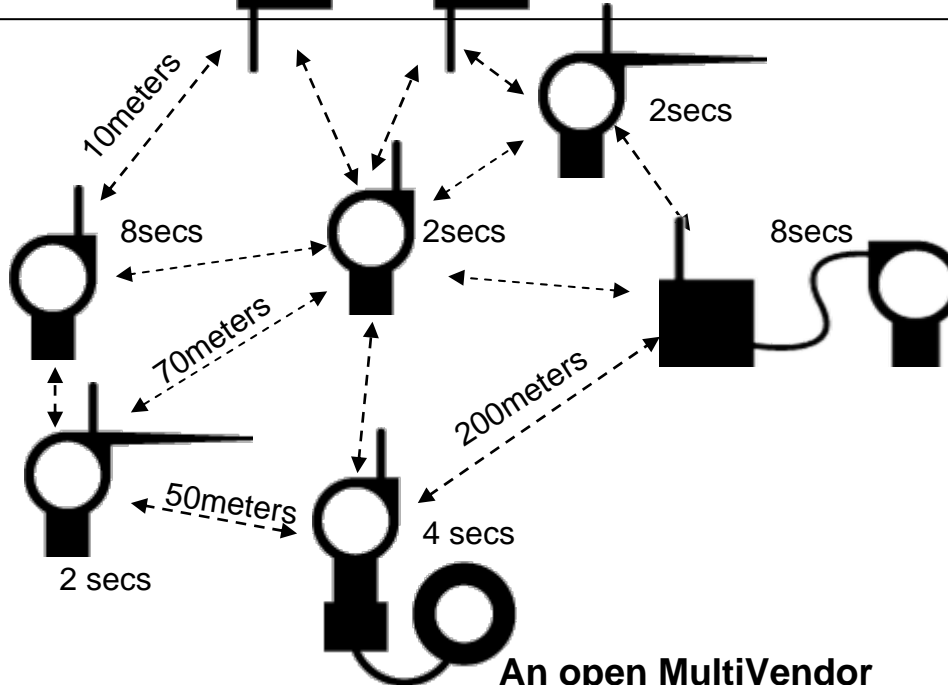 10meters
2secs
8secs
2secs
8secs
70meters
200meters
50meters
4 secs
2 secs
An open MultiVendor